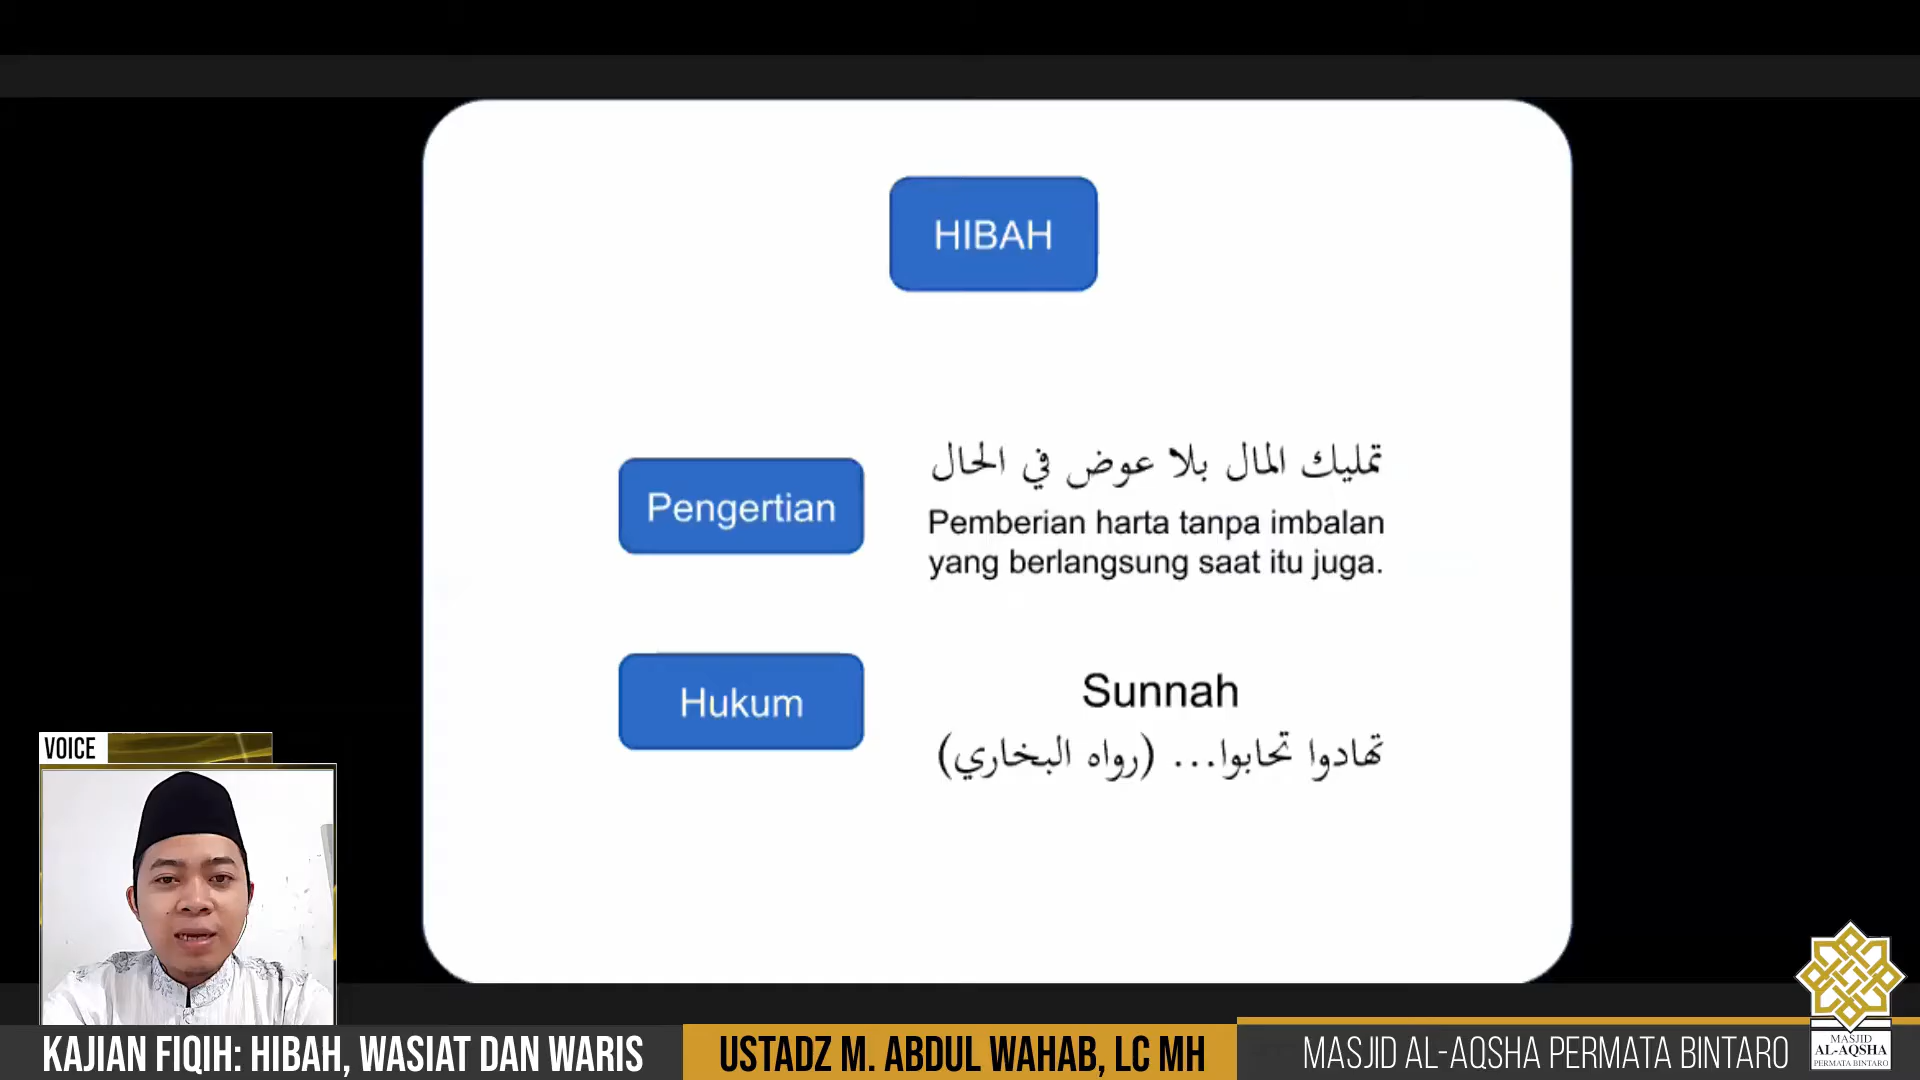 HIBAH
Pengertian
تمليك المال بلا عوض في الحال
Pemberian harta tanpa imbalan
yang berlangsung saat itu juga.
Hukum
Sunnah
تهادوا تحابوا... (رواه البخاري)
VOICE
KAJIAN FIQIH: HIBAH, WASIAT DAN WARIS
USTADZ M. ABDUL WAHAB, LC MH
MASJID AL-AQSHA PERMATA BINTARO
MASJID
AL-AQSHA
PERMATA BINTARO